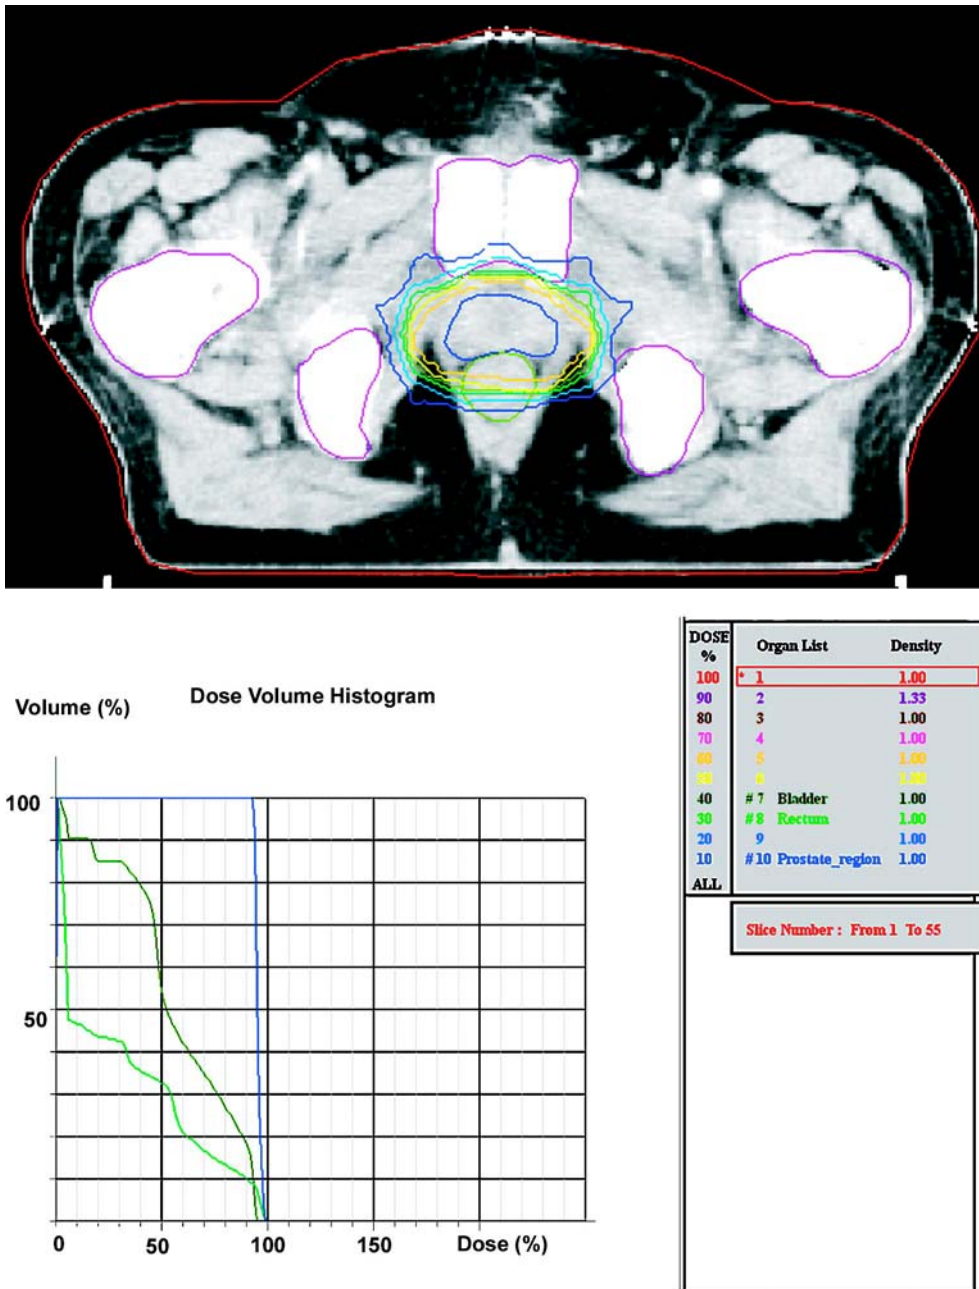 Dose Volume Histogram
Volume (%)
100
50
0 50 100 150 Dose (%)
DOSE % Organ List Density
100 * 1 1.00
90 2 1.33
80 3 1.00
70 4 1.00
60 5 1.00
40 # 7 Bladder 1.00
30 # 8 Rectum 1.00
20 9 1.00
10 # 10 Prostate_region 1.00
ALL
Slice Number : From 1 To 55